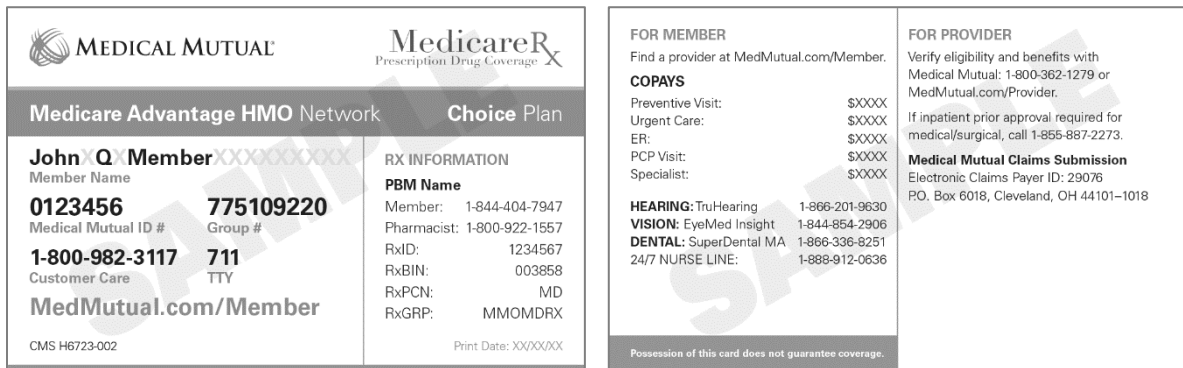 MEDICAL MUTUAL®
MedicareRx
Prescription Drug Coverage
Medicare Advantage HMO Network Choice Plan
JohnXQXMemberXXXXXXXXX
Member Name
0123456 775109220
Medical Mutual ID # Group #
1-800-982-3117 711
Customer Care TTY
MedMutual.com/Member
CMS H6723-002
RX INFORMATION
PBM Name
Member: 1-844-404-7947
Pharmacist: 1-800-922-1557
RxID: 1234567
RxBIN: 003858
RxPCN: MD
RxGRP: MMOMDRX
Print Date: XX/XX/XX
SAMPLE
FOR MEMBER
Find a provider at MedMutual.com/Member.
COPAYS
Preventive Visit: $XXXX
Urgent Care: $XXXX
ER: $XXXX
PCP Visit: $XXXX
Specialist: $XXXX
HEARING: TruHearing 1-866-201-9630
VISION: EyeMed Insight 1-844-854-2906
DENTAL: SuperDental MA 1-866-336-8251
24/7 NURSE LINE: 1-888-912-0636
Possession of this card does not guarantee coverage.
FOR PROVIDER
Verify eligibility and benefits with
Medical Mutual: 1-800-362-1279 or
MedMutual.com/Provider.
If inpatient prior approval required for
medical/surgical, call 1-855-887-2273.
Medical Mutual Claims Submission
Electronic Claims Payer ID: 29076
P.O. Box 6018, Cleveland, OH 44101–1018
SAMPLE